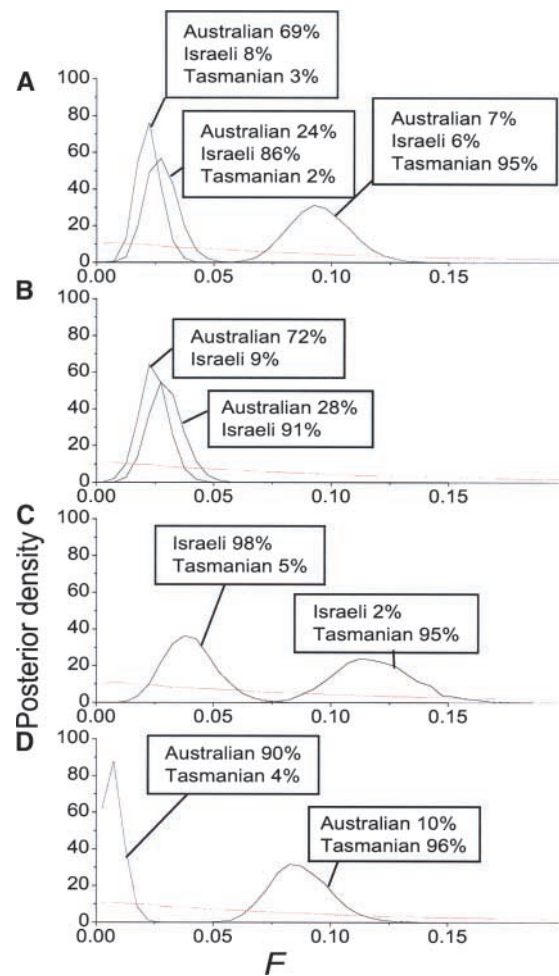 A
Australian 69%
Israeli 8%
Tasmanian 3%
Australian 24%
Israeli 86%
Tasmanian 2%
Australian 7%
Israeli 6%
Tasmanian 95%
100
80
60
40
20
0
0.00 0.05 0.10 0.15
B
Australian 72%
Israeli 9%
Australian 28%
Israeli 91%
100
80
60
40
20
0
0.00 0.05 0.10 0.15
C
Israeli 98%
Tasmanian 5%
Israeli 2%
Tasmanian 95%
100
80
60
40
20
0
0.00 0.05 0.10 0.15
D
Australian 90%
Tasmanian 4%
Australian 10%
Tasmanian 96%
100
80
60
40
20
0
0.00 0.05 0.10 0.15
Posterior density
F